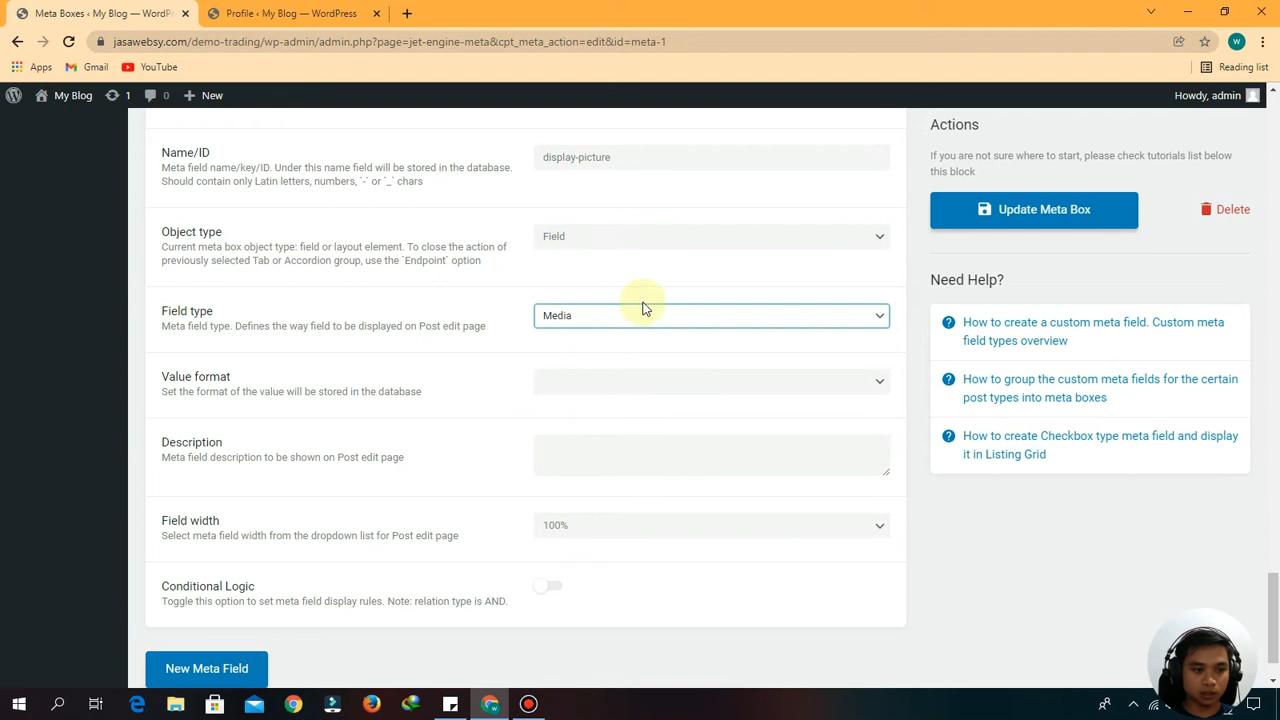 Meta Boxes ‹ My Blog — WordPr
Profile ‹ My Blog — WordPress
jasawebsy.com/demo-trading/wp-admin/admin.php?page=jet-engine-meta&cpt_meta_action=edit&id=meta-1
W
Apps
Gmail
YouTube
Reading list
My Blog
1
0
New
Howdy, admin
Name/ID
Meta field name/key/ID. Under this name field will be stored in the database.
Should contain only Latin letters, numbers, `-` or `_` chars
display-picture
Object type
Current meta box object type: field or layout element. To close the action of
previously selected Tab or Accordion group, use the `Endpoint` option
Field
Field type
Meta field type. Defines the way field to be displayed on Post edit page
Media
Value format
Set the format of the value will be stored in the database
Description
Meta field description to be shown on Post edit page
Field width
Select meta field width from the dropdown list for Post edit page
100%
Conditional Logic
Toggle this option to set meta field display rules. Note: relation type is AND.
New Meta Field
Actions
If you are not sure where to start, please check tutorials list below
this block
Update Meta Box
Delete
Need Help?
How to create a custom meta field. Custom meta
field types overview
How to group the custom meta fields for the certain
post types into meta boxes
How to create Checkbox type meta field and display
it in Listing Grid